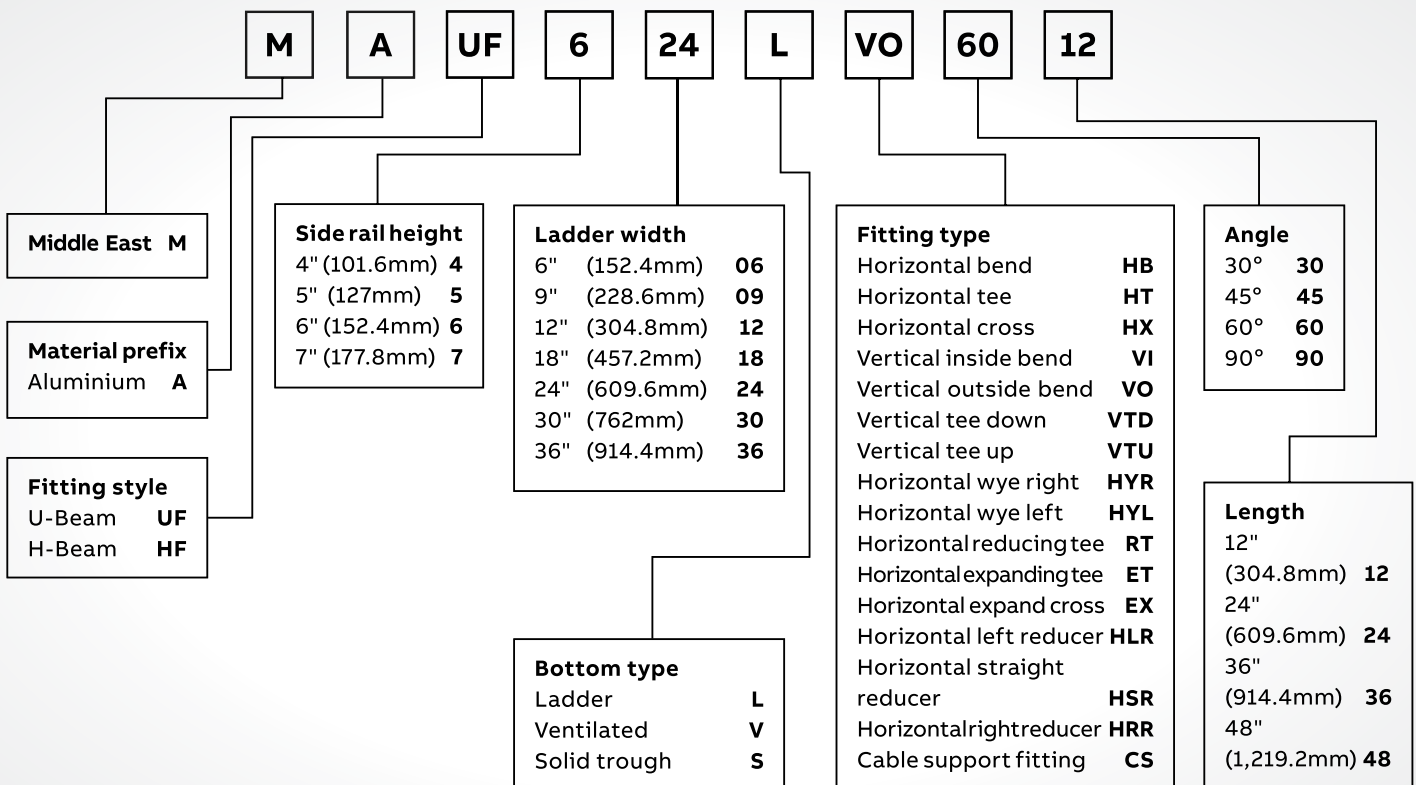 M A UF 6 24 L VO 60 12
Middle East M
Material prefix
Aluminium A
Fitting style
U-Beam UF
H-Beam HF
Side rail height
4" (101.6mm) 4
5" (127mm) 5
6" (152.4mm) 6
7" (177.8mm) 7
Ladder width
6" (152.4mm) 06
9" (228.6mm) 09
12" (304.8mm) 12
18" (457.2mm) 18
24" (609.6mm) 24
30" (762mm) 30
36" (914.4mm) 36
Bottom type
Ladder L
Ventilated V
Solid trough S
Fitting type
Horizontal bend HB
Horizontal tee HT
Horizontal cross HX
Vertical inside bend VI
Vertical outside bend VO
Vertical tee down VTD
Vertical tee up VTU
Horizontal wye right HYR
Horizontal wye left HYL
Horizontal reducing tee RT
Horizontal expanding tee ET
Horizontal expand cross EX
Horizontal left reducer HLR
Horizontal straight
reducer HSR
Horizontal right reducer HRR
Cable support fitting CS
Angle
30° 30
45° 45
60° 60
90° 90
Length
12"
(304.8mm) 12
24"
(609.6mm) 24
36"
(914.4mm) 36
48"
(1,219.2mm) 48